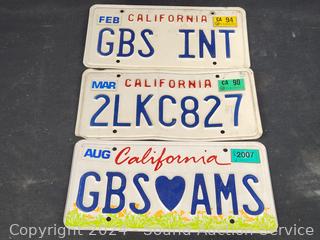 FEB CALIFORNIA CA 94
GBS INT
MAR CALIFORNIA CA 90
2LKC827
AUG California 2007
GBS♥AMS
Copyright 2024 - Sound Auction Service